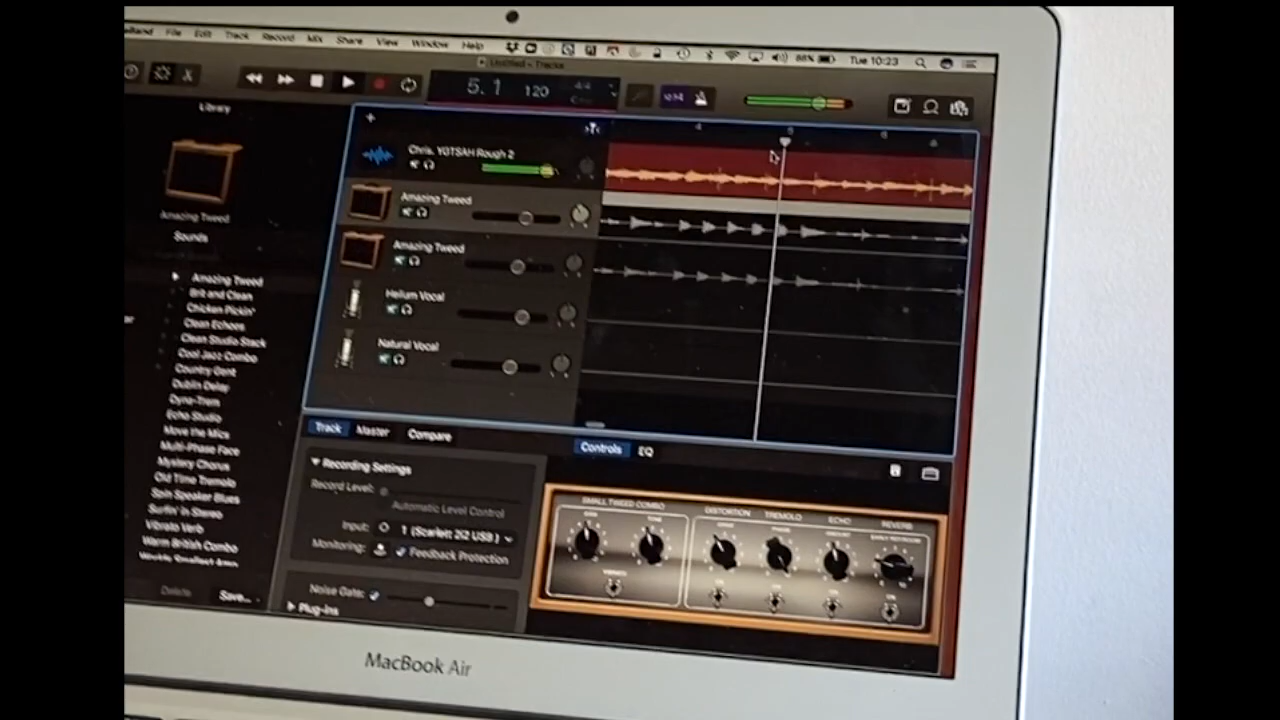 File Edit Track Record Mix Share View Window Help 88% Tue 10:23
Untitled - Tracks
5. 1 120 4/4
Library
Amazing Tweed
Sounds
Amazing Tweed
Brit and Clean
Chicken Pickin'
Clean Echoes
Clean Studio Stack
Cool Jazz Combo
Country Gent
Dublin Delay
Dyna-Trem
Echo Studio
Move the Mics
Multi-Phase Face
Mystery Chorus
Old Time Tremolo
Spin Speaker Blues
Surfin' in Stereo
Vibrato Verb
Warm British Combo
Delete Save...
Chris. YGTSAH Rough 2
Amazing Tweed
Amazing Tweed
Helium Vocal
Natural Vocal
Track Master Compare
Controls EQ
Recording Settings
Record Level:
Automatic Level Control
Input: 1 (Scarlett 2i2 USB)
Monitoring: Feedback Protection
Noise Gate:
Plug-ins
SMALL TWEED COMBO
DISTORTION TREMOLO ECHO REVERB
MacBook Air